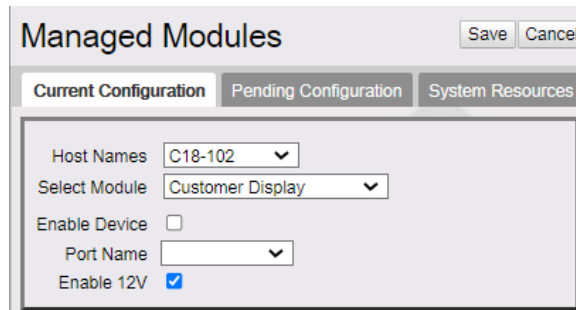 Managed Modules
Save Cancel
Current Configuration Pending Configuration System Resources
Host Names C18-102
Select Module Customer Display
Enable Device
Port Name
Enable 12V